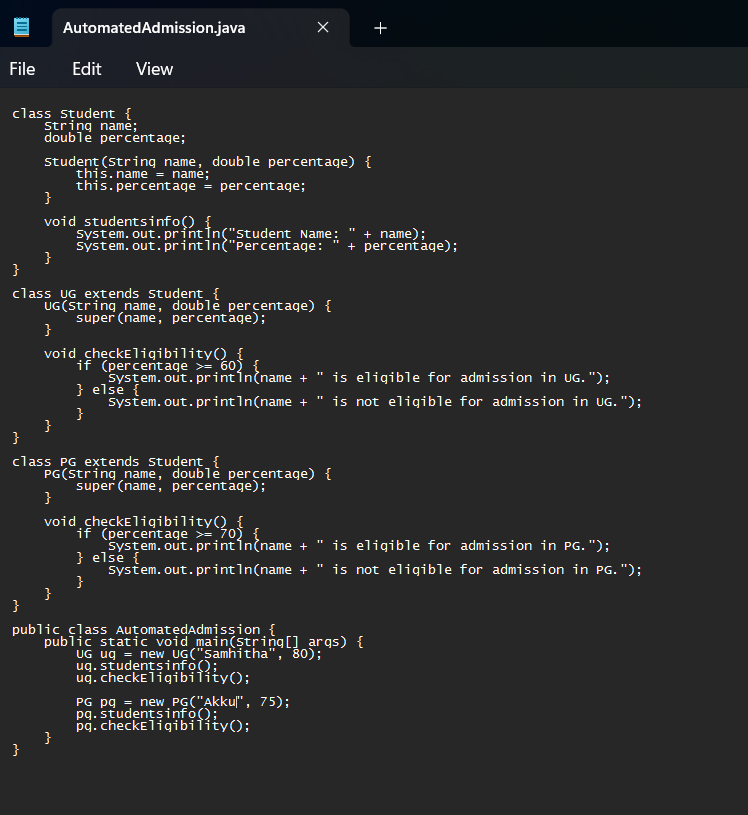 AutomatedAdmission.java
File Edit View
class Student {
    String name;
    double percentage;

    Student(String name, double percentage) {
        this.name = name;
        this.percentage = percentage;
    }

    void studentsinfo() {
        System.out.println("Student Name: " + name);
        System.out.println("Percentage: " + percentage);
    }
}

class UG extends Student {
    UG(String name, double percentage) {
        super(name, percentage);
    }

    void checkEligibility() {
        if (percentage >= 60) {
            System.out.println(name + " is eligible for admission in UG.");
        } else {
            System.out.println(name + " is not eligible for admission in UG.");
        }
    }
}

class PG extends Student {
    PG(String name, double percentage) {
        super(name, percentage);
    }

    void checkEligibility() {
        if (percentage >= 70) {
            System.out.println(name + " is eligible for admission in PG.");
        } else {
            System.out.println(name + " is not eligible for admission in PG.");
        }
    }
}

public class AutomatedAdmission {
    public static void main(String[] args) {
        UG ug = new UG("Samhitha", 80);
        ug.studentsinfo();
        ug.checkEligibility();

        PG pg = new PG("Akku", 75);
        pg.studentsinfo();
        pg.checkEligibility();
    }
}